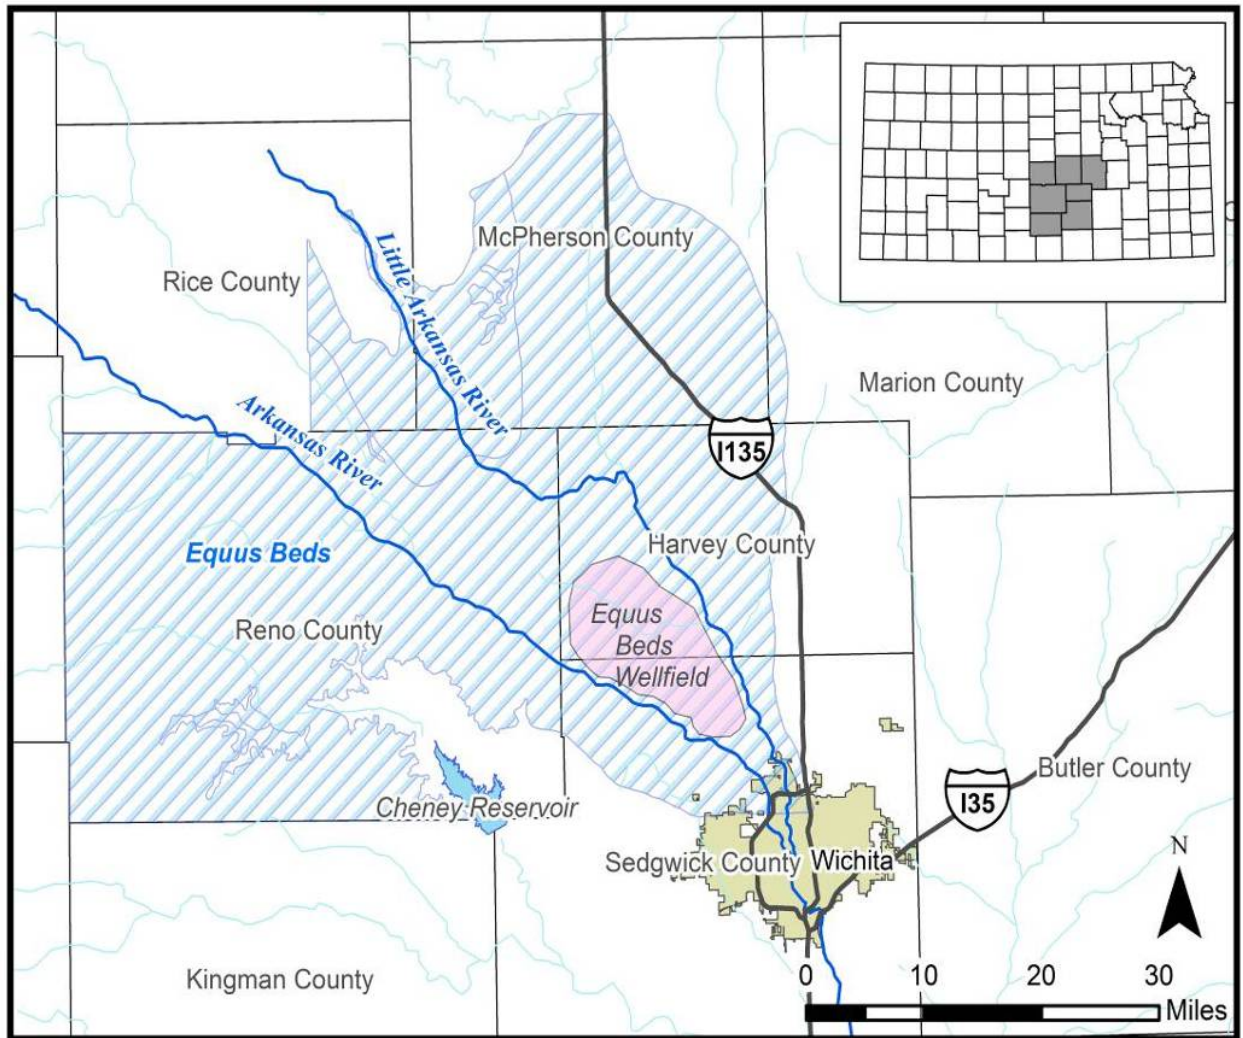 McPherson County
Rice County
Little Arkansas River
Marion County
Arkansas River
I135
Harvey County
Equus Beds
Reno County
Equus
Beds
Wellfield
Butler County
I35
Cheney Reservoir
N
Sedgwick County
Wichita
Kingman County
0 10 20 30
Miles